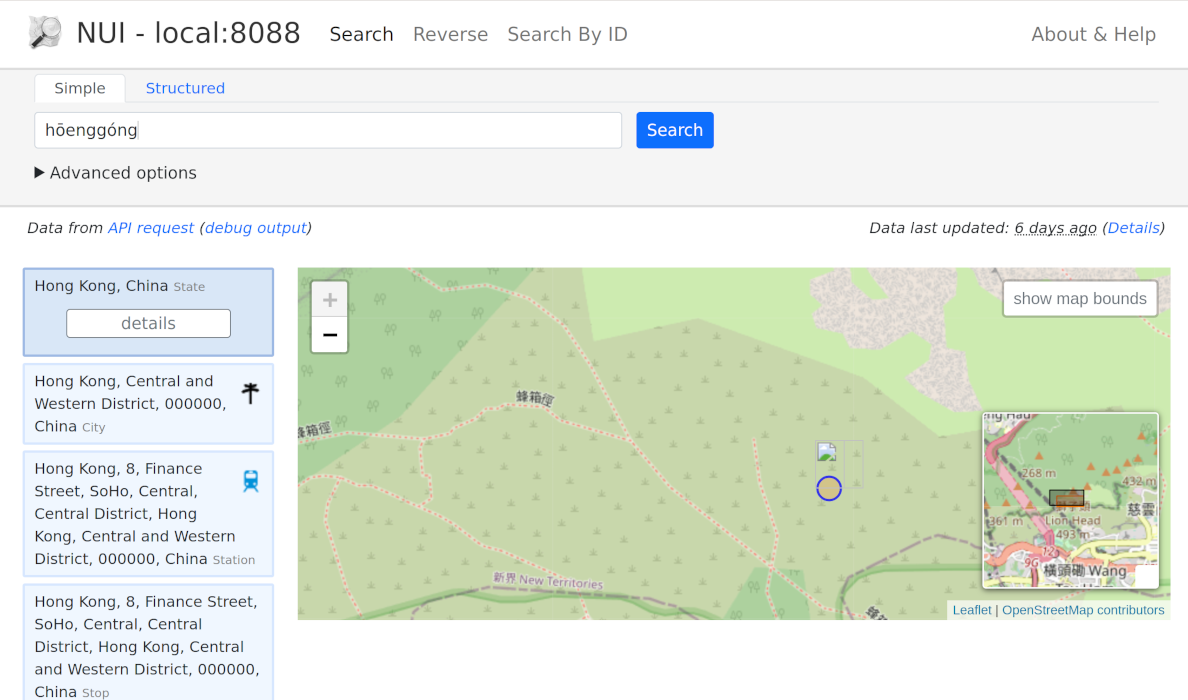 NUI - local:8088 Search Reverse Search By ID About & Help
Simple Structured
hōenggóng Search
Advanced options
Data from API request (debug output) Data last updated: 6 days ago (Details)
Hong Kong, China State
details
Hong Kong, Central and
Western District, 000000,
China City
Hong Kong, 8, Finance
Street, SoHo, Central,
Central District, Hong
Kong, Central and Western
District, 000000, China Station
Hong Kong, 8, Finance Street,
SoHo, Central, Central
District, Hong Kong, Central
and Western District, 000000,
China Stop
+
−
show map bounds
蜂箱徑
蜂箱徑
新界 New Territories
268 m
432 m
361 m
Lion Head
493 m
慈雲
橫頭磡 Wang
Leaflet | OpenStreetMap contributors